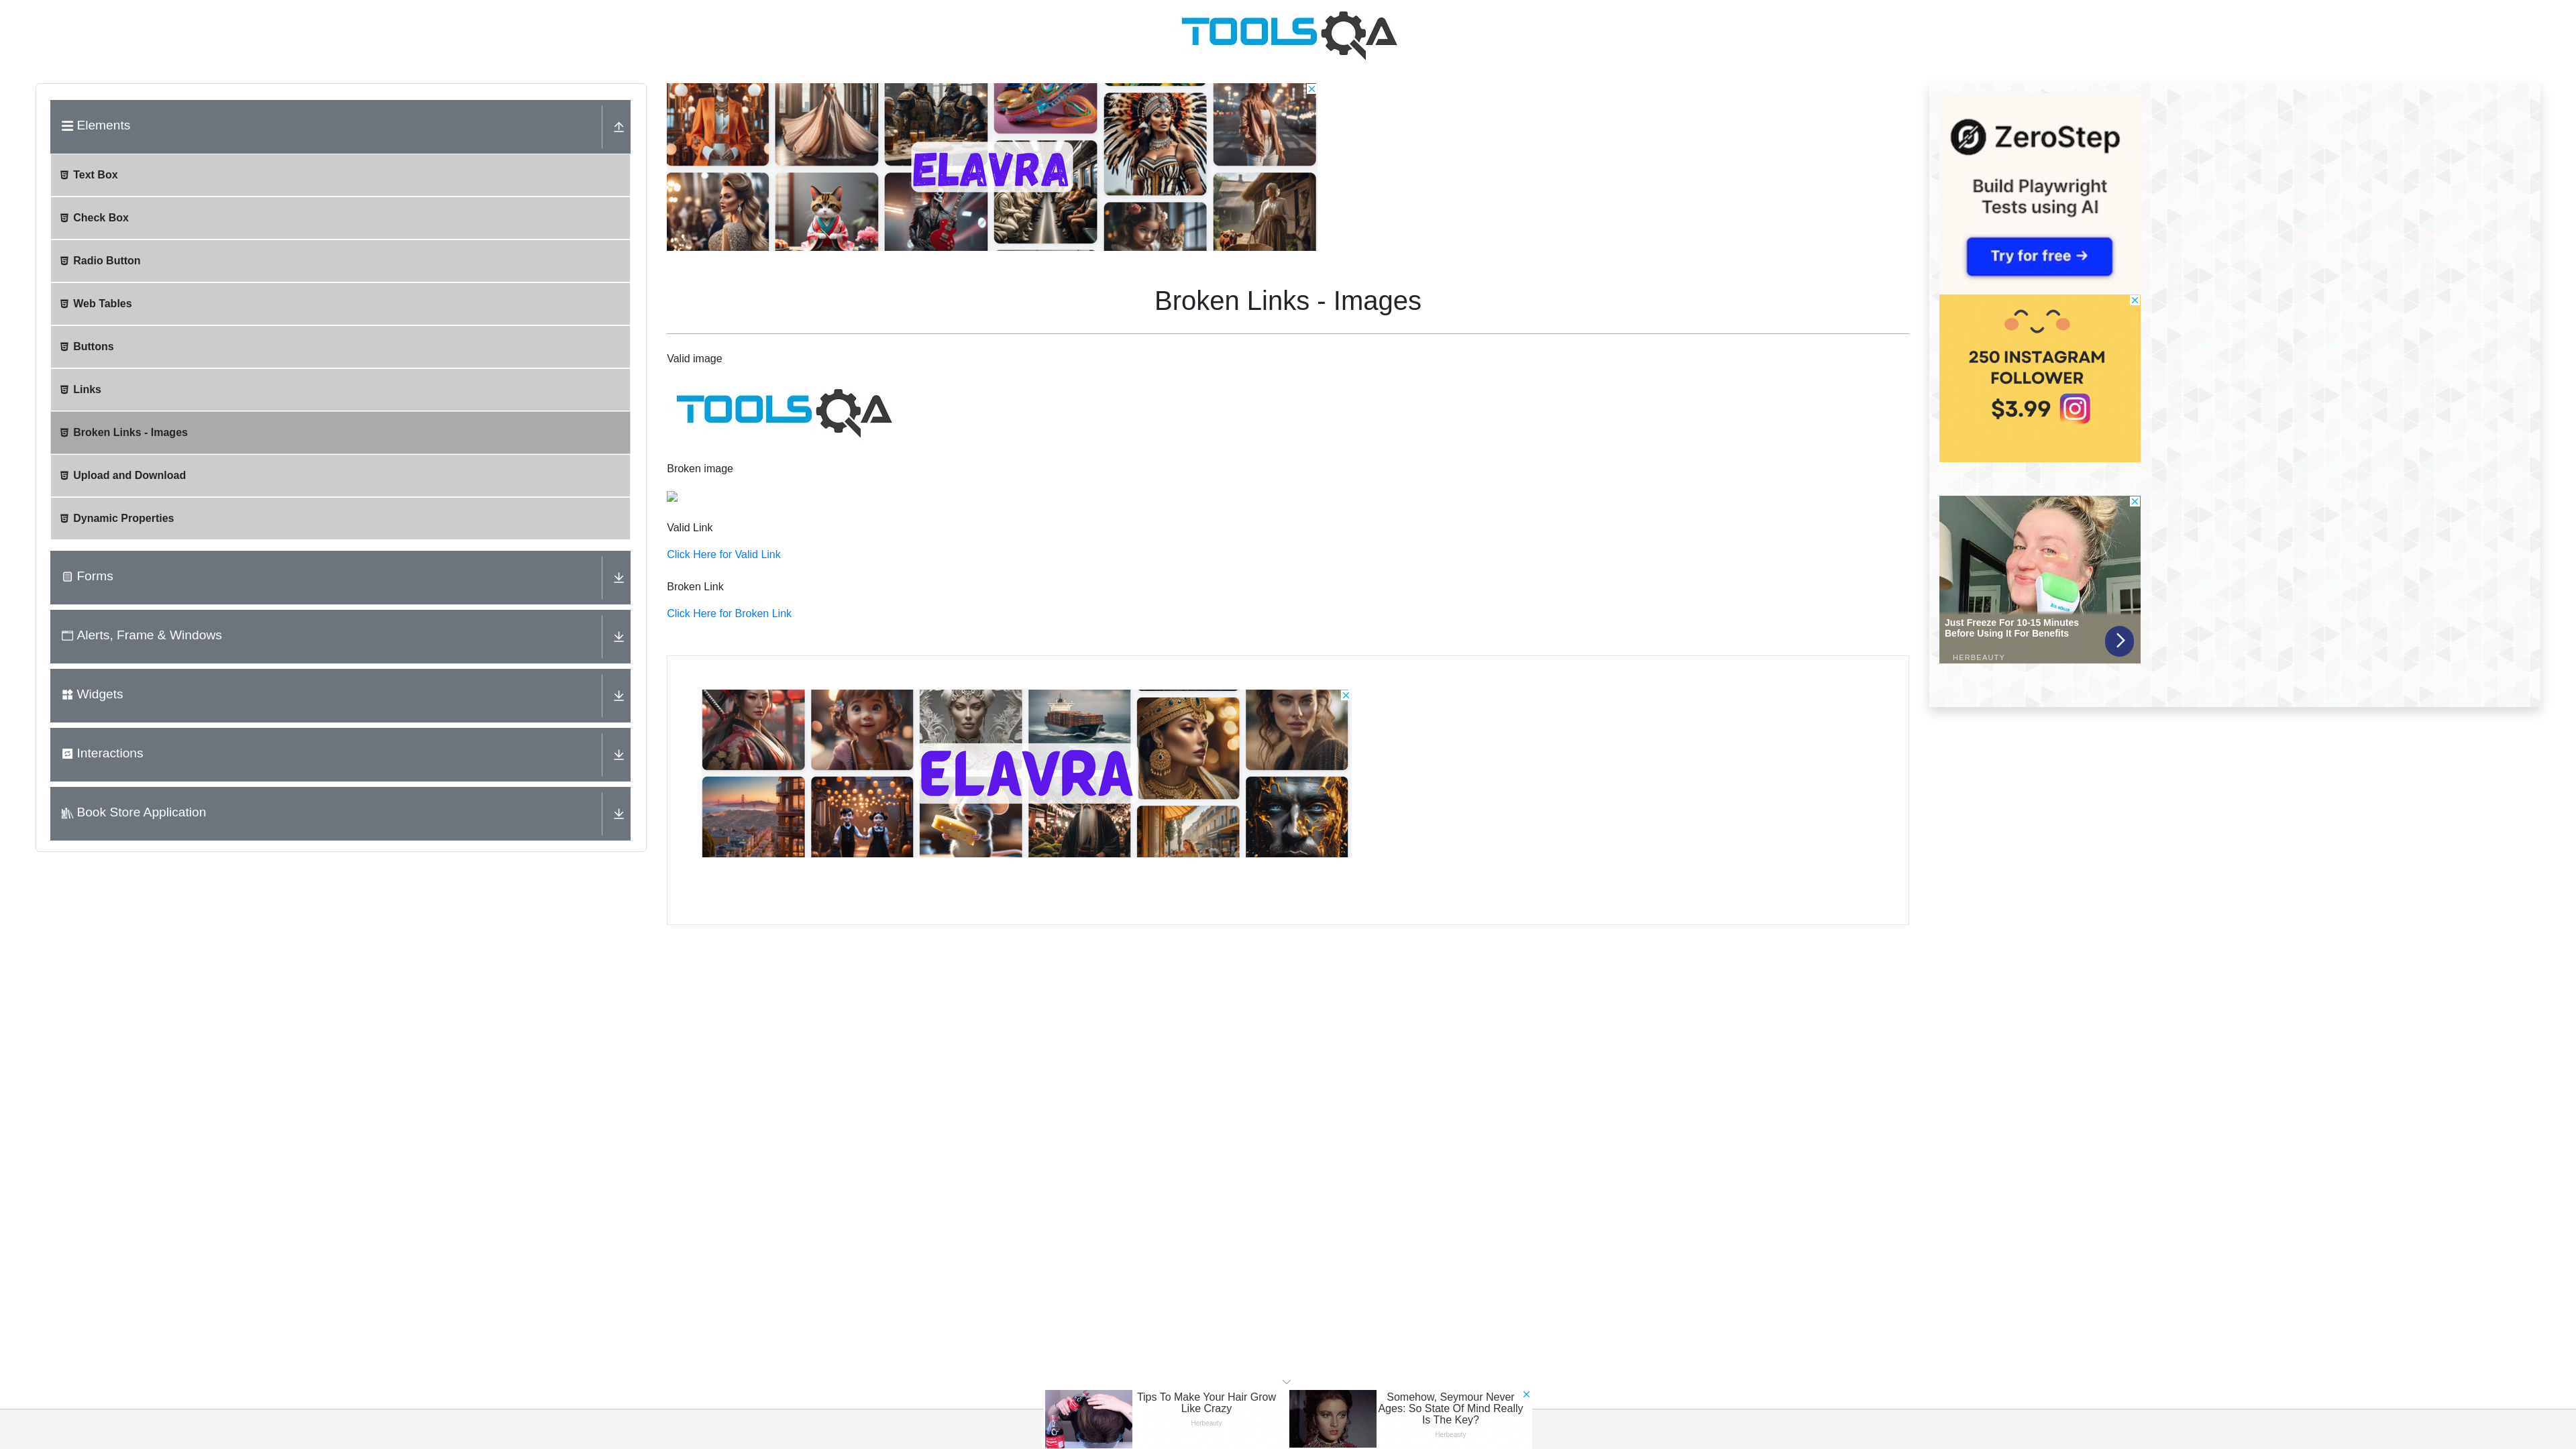 TOOLSQA
Elements
Text Box
Check Box
Radio Button
Web Tables
Buttons
Links
Broken Links - Images
Upload and Download
Dynamic Properties
Forms
Alerts, Frame & Windows
Widgets
Interactions
Book Store Application
ELAVRA
Broken Links - Images
Valid image
TOOLSQA
Broken image
Valid Link
Click Here for Valid Link
Broken Link
Click Here for Broken Link
ELAVRA
ZeroStep
Build Playwright
Tests using AI
Try for free →
250 INSTAGRAM
FOLLOWER
$3.99
Just Freeze For 10-15 Minutes
Before Using It For Benefits
HERBEAUTY
Tips To Make Your Hair Grow
Like Crazy
Herbeauty
Somehow, Seymour Never
Ages: So State Of Mind Really
Is The Key?
Herbeauty